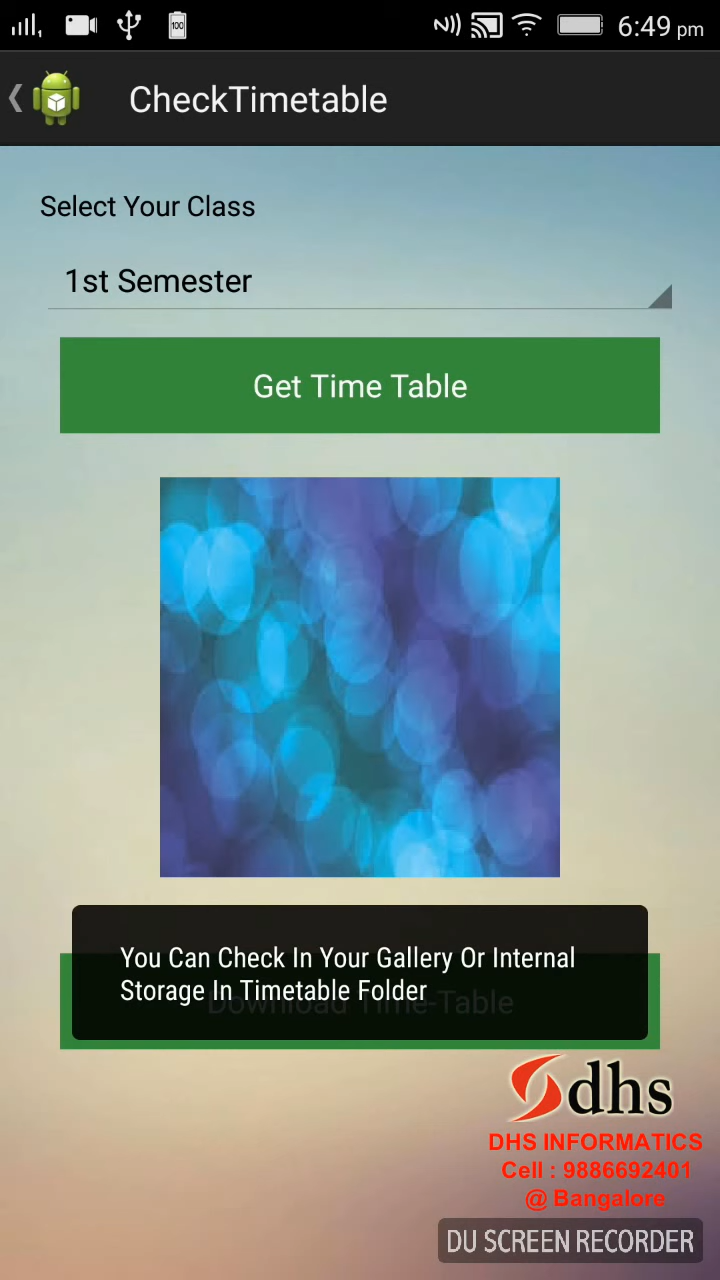 6:49 pm
100
CheckTimetable
Select Your Class
1st Semester
Get Time Table
You Can Check In Your Gallery Or Internal
Storage In Timetable Folder
Download Time-Table
dhs
DHS INFORMATICS
Cell : 9886692401
@ Bangalore
DU SCREEN RECORDER